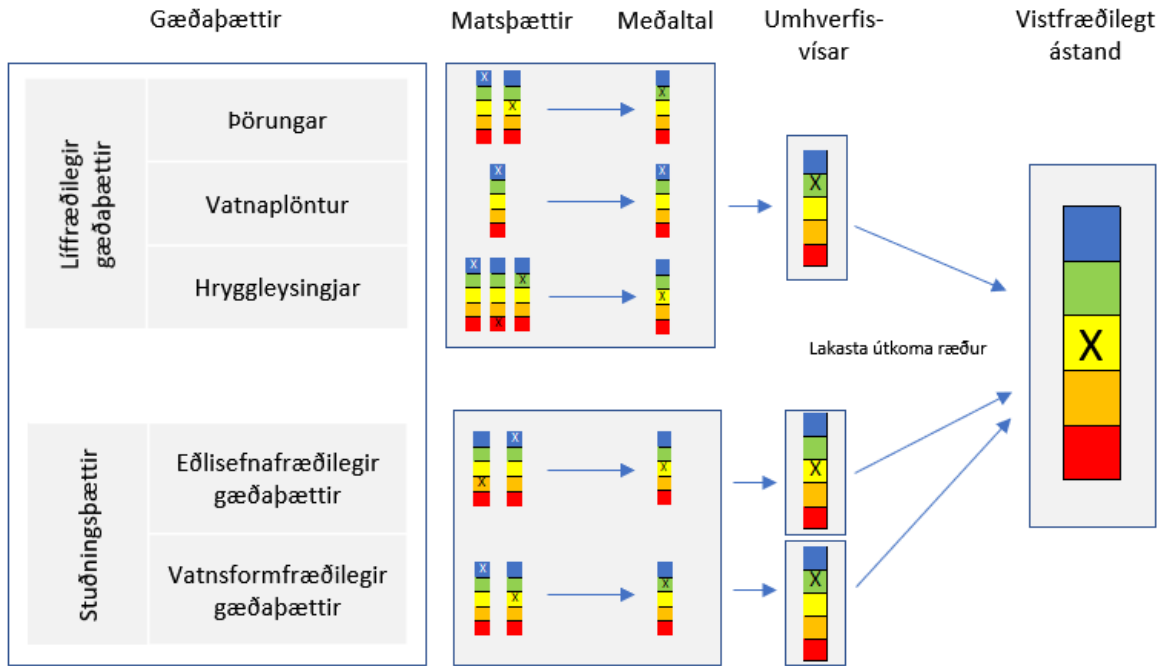 Gæðaþættir
Matsþættir
Meðaltal
Umhverfis-
vísar
Vistfræðilegt
ástand
Líffræðilegir
gæðaþættir
Þörungar
X
X
X
Vatnaplöntur
X
X
X
Hryggleysingjar
X
X
X
X
Lakasta útkoma ræður
X
Stuðningsþættir
Eðlisefnafræðilegir
gæðaþættir
X
X
X
X
Vatnsformfræðilegir
gæðaþættir
X
X
X
X